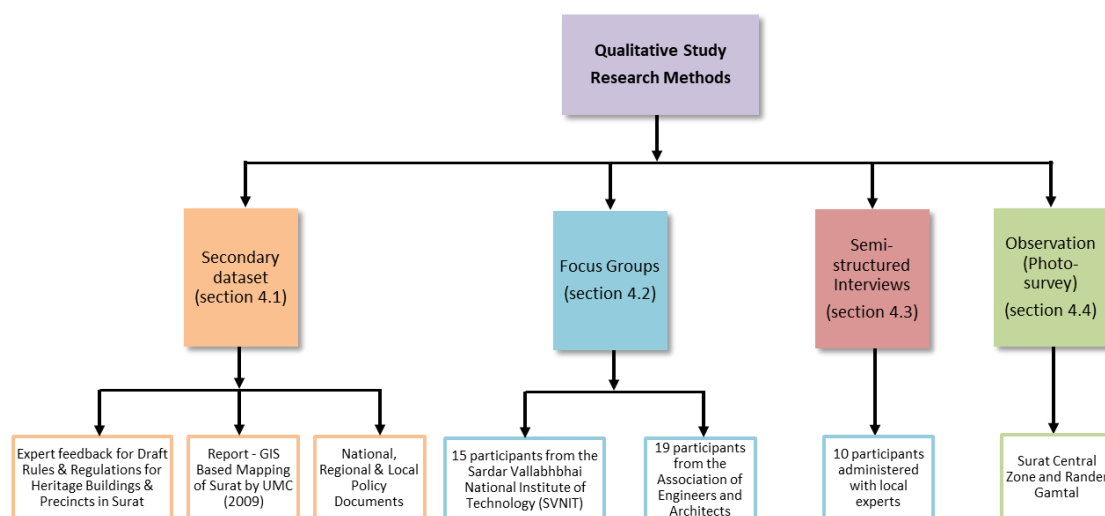 Qualitative Study
Research Methods
Secondary
dataset
(section 4.1)
Focus Groups
(section 4.2)
Semi-
structured
Interviews
(section 4.3)
Observation
(Photo-
survey)
(section 4.4)
Expert feedback for Draft
Rules & Regulations for
Heritage Buildings &
Precincts in Surat
Report - GIS
Based Mapping
of Surat by UMC
(2009)
National,
Regional & Local
Policy
Documents
15 participants from the
Sardar Vallabhbhai
National Institute of
Technology (SVNIT)
19 participants
from the
Association of
Engineers and
Architects
10 participants
administered
with local
experts
Surat Central
Zone and Rander
Gamtal